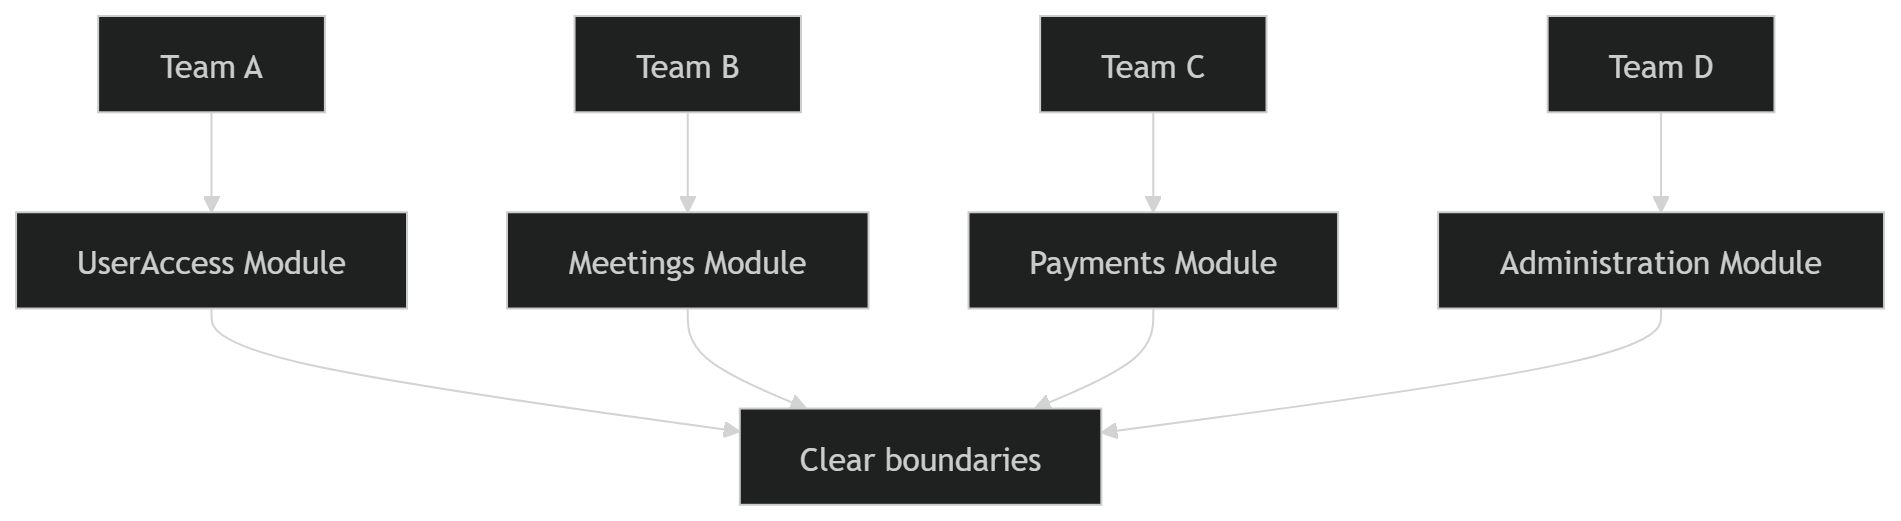 Team A
Team B
Team C
Team D
UserAccess Module
Meetings Module
Payments Module
Administration Module
Clear boundaries